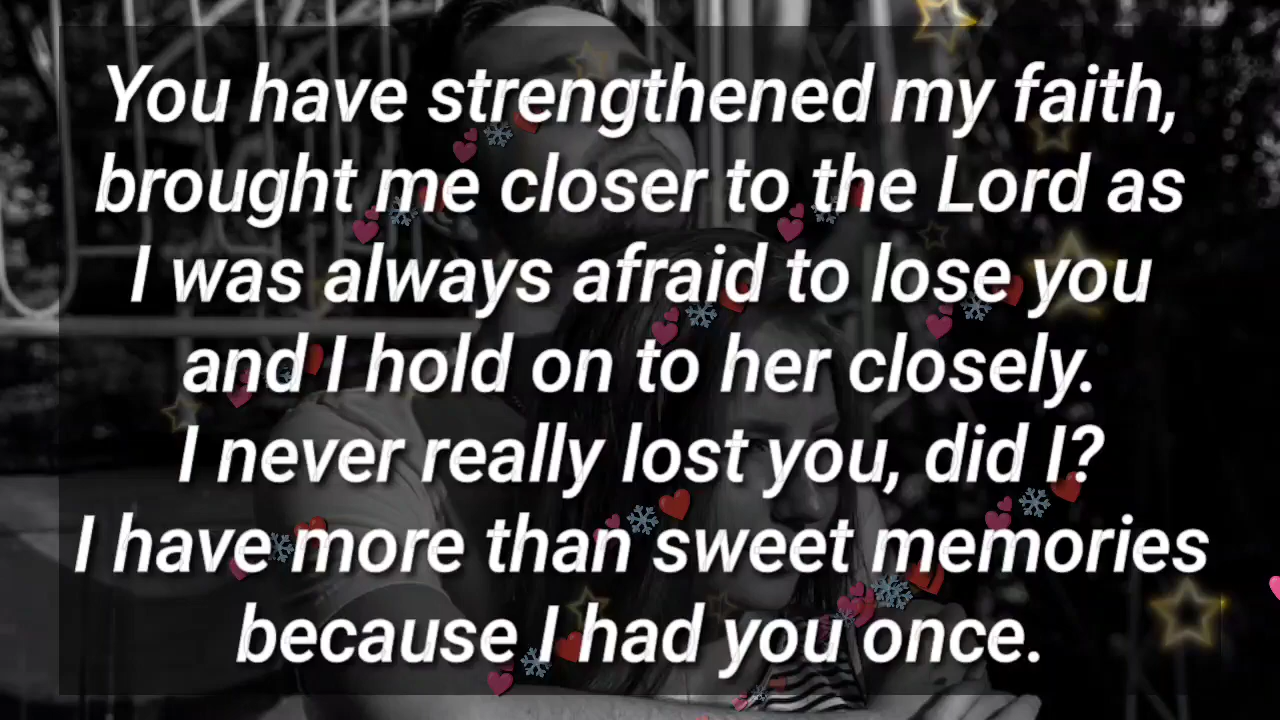 You have strengthened my faith,
brought me closer to the Lord as
I was always afraid to lose you
and I hold on to her closely.
I never really lost you, did I?
I have more than sweet memories
because I had you once.